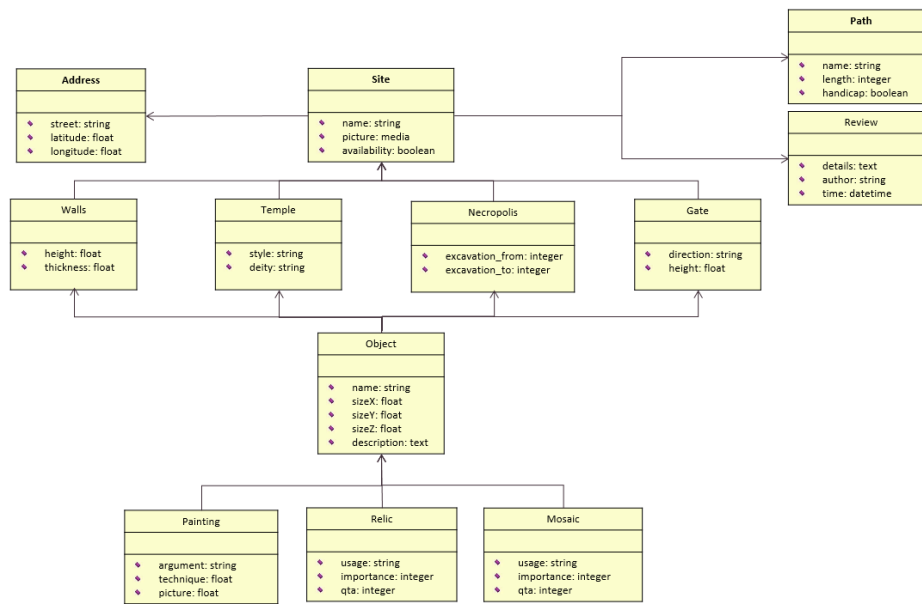 Path
name: string
length: integer
handicap: boolean
Address
street: string
latitude: float
longitude: float
Site
name: string
picture: media
availability: boolean
Review
details: text
author: string
time: datetime
Walls
height: float
thickness: float
Temple
style: string
deity: string
Necropolis
excavation_from: integer
excavation_to: integer
Gate
direction: string
height: float
Object
name: string
sizeX: float
sizeY: float
sizeZ: float
description: text
Painting
argument: string
technique: float
picture: float
Relic
usage: string
importance: integer
qta: integer
Mosaic
usage: string
importance: integer
qta: integer